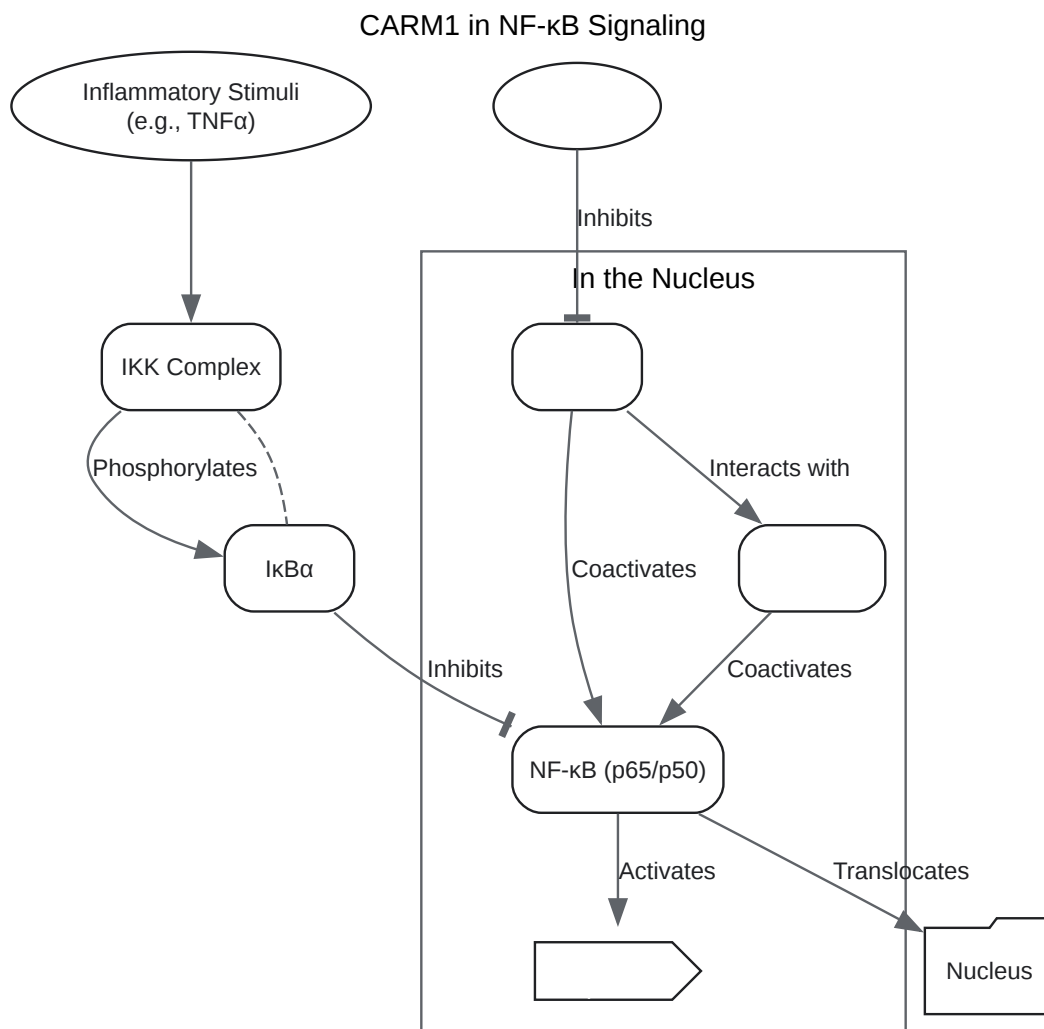 CARM1 in NF-κB Signaling
Inflammatory Stimuli
(e.g., TNFα)
Inhibits
In the Nucleus
IKK Complex
Phosphorylates
Interacts with
IκBα
Coactivates
Inhibits
Coactivates
NF-κB (p65/p50)
Activates
Translocates
Nucleus